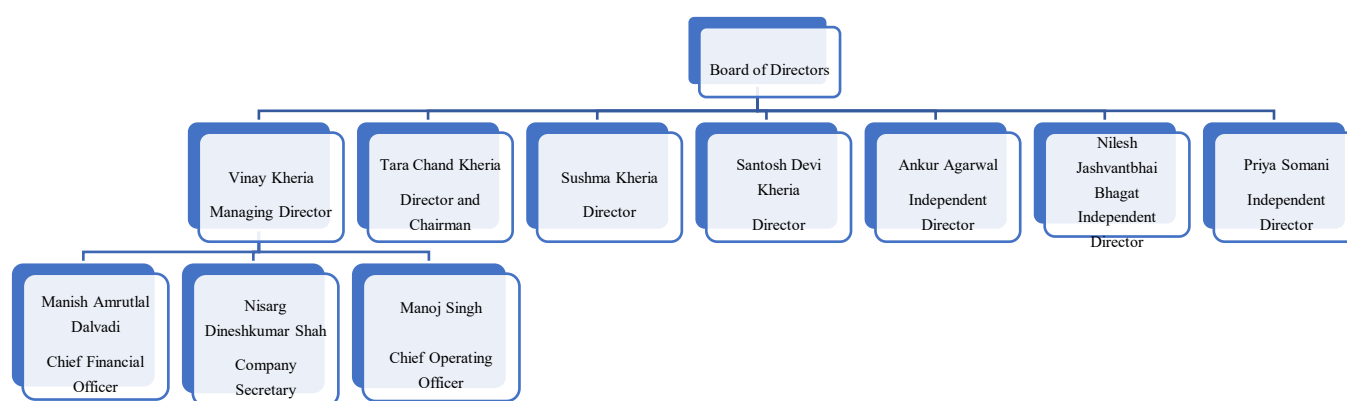 Board of Directors
Vinay Kheria
Managing Director
Tara Chand Kheria
Director and
Chairman
Sushma Kheria
Director
Santosh Devi
Kheria
Director
Ankur Agarwal
Independent
Director
Nilesh
Jashvantbhai
Bhagat
Independent
Director
Priya Somani
Independent
Director
Manish Amrutlal
Dalvadi
Chief Financial
Officer
Nisarg
Dineshkumar Shah
Company
Secretary
Manoj Singh
Chief Operating
Officer